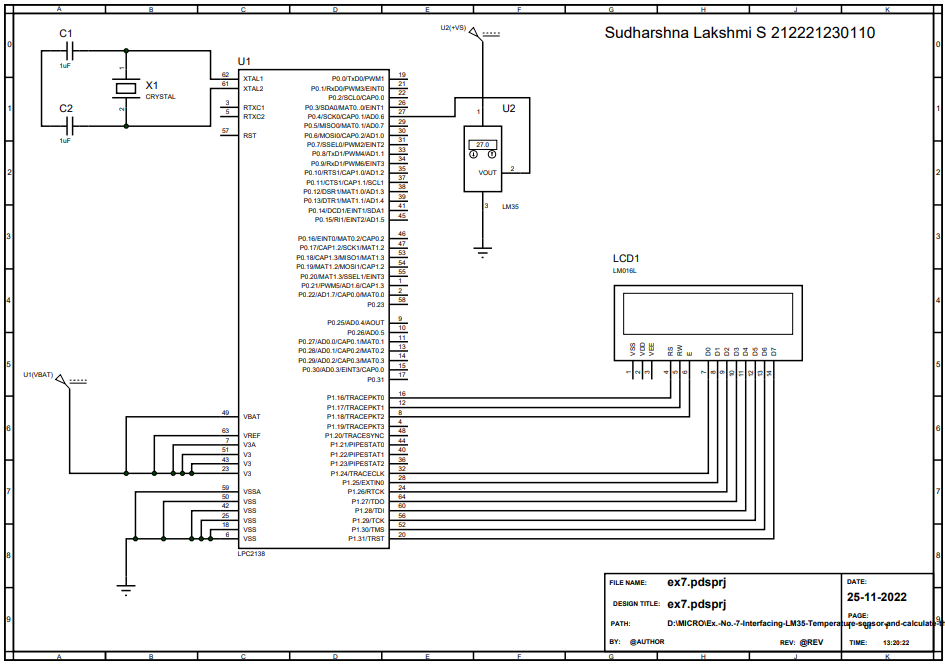 A B C D E F G H J K
0
1
2
3
4
5
6
7
8
9
Sudharshna Lakshmi S 212221230110
C1
1uF
C2
1uF
X1
CRYSTAL
1
2
U1
62 XTAL1
61 XTAL2
3 RTXC1
5 RTXC2
57 RST
49 VBAT
63 VREF
7 V3A
51 V3
43 V3
23 V3
59 VSSA
50 VSS
42 VSS
25 VSS
18 VSS
6 VSS
LPC2138
U1(VBAT)
P0.0/TxD0/PWM1 19
P0.1/RxD0/PWM3/EINT0 21
P0.2/SCL0/CAP0.0 22
P0.3/SDA0/MAT0..0/EINT1 26
P0.4/SCK0/CAP0.1/AD0.6 27
P0.5/MISO0/MAT0.1/AD0.7 29
P0.6/MOSI0/CAP0.2/AD1.0 30
P0.7/SSEL0/PWM2/EINT2 31
P0.8/TxD1/PWM4/AD1.1 33
P0.9/RxD1/PWM6/EINT3 34
P0.10/RTS1/CAP1.0/AD1.2 35
P0.11/CTS1/CAP1.1/SCL1 37
P0.12/DSR1/MAT1.0/AD1.3 38
P0.13/DTR1/MAT1.1/AD1.4 39
P0.14/DCD1/EINT1/SDA1 41
P0.15/RI1/EINT2/AD1.5 45
P0.16/EINT0/MAT0.2/CAP0.2 46
P0.17/CAP1.2/SCK1/MAT1.2 47
P0.18/CAP1.3/MISO1/MAT1.3 53
P0.19/MAT1.2/MOSI1/CAP1.2 54
P0.20/MAT1.3/SSEL1/EINT3 55
P0.21/PWM5/AD1.6/CAP1.3 1
P0.22/AD1.7/CAP0.0/MAT0.0 2
P0.23 58
P0.25/AD0.4/AOUT 9
P0.26/AD0.5 10
P0.27/AD0.0/CAP0.1/MAT0.1 11
P0.28/AD0.1/CAP0.2/MAT0.2 13
P0.29/AD0.2/CAP0.3/MAT0.3 14
P0.30/AD0.3/EINT3/CAP0.0 15
P0.31 17
P1.16/TRACEPKT0 16
P1.17/TRACEPKT1 12
P1.18/TRACEPKT2 8
P1.19/TRACEPKT3 4
P1.20/TRACESYNC 48
P1.21/PIPESTAT0 44
P1.22/PIPESTAT1 40
P1.23/PIPESTAT2 36
P1.24/TRACECLK 32
P1.25/EXTIN0 28
P1.26/RTCK 24
P1.27/TDO 64
P1.28/TDI 60
P1.29/TCK 56
P1.30/TMS 52
P1.31/TRST 20
U2(+VS)
U2
1
27.0
VOUT 2
3
LM35
LCD1
LM016L
VSS VDD VEE RS RW E D0 D1 D2 D3 D4 D5 D6 D7
1 2 3 4 5 6 7 8 9 10 11 12 13 14
FILE NAME: ex7.pdsprj
DESIGN TITLE: ex7.pdsprj
PATH: D:\MICRO\Ex.-No.-7-Interfacing-LM35-Temperature-sensor-and-calculate-
BY: @AUTHOR
REV: @REV
DATE:
25-11-2022
PAGE:
TIME: 13:20:22
A B C D E F G H J K